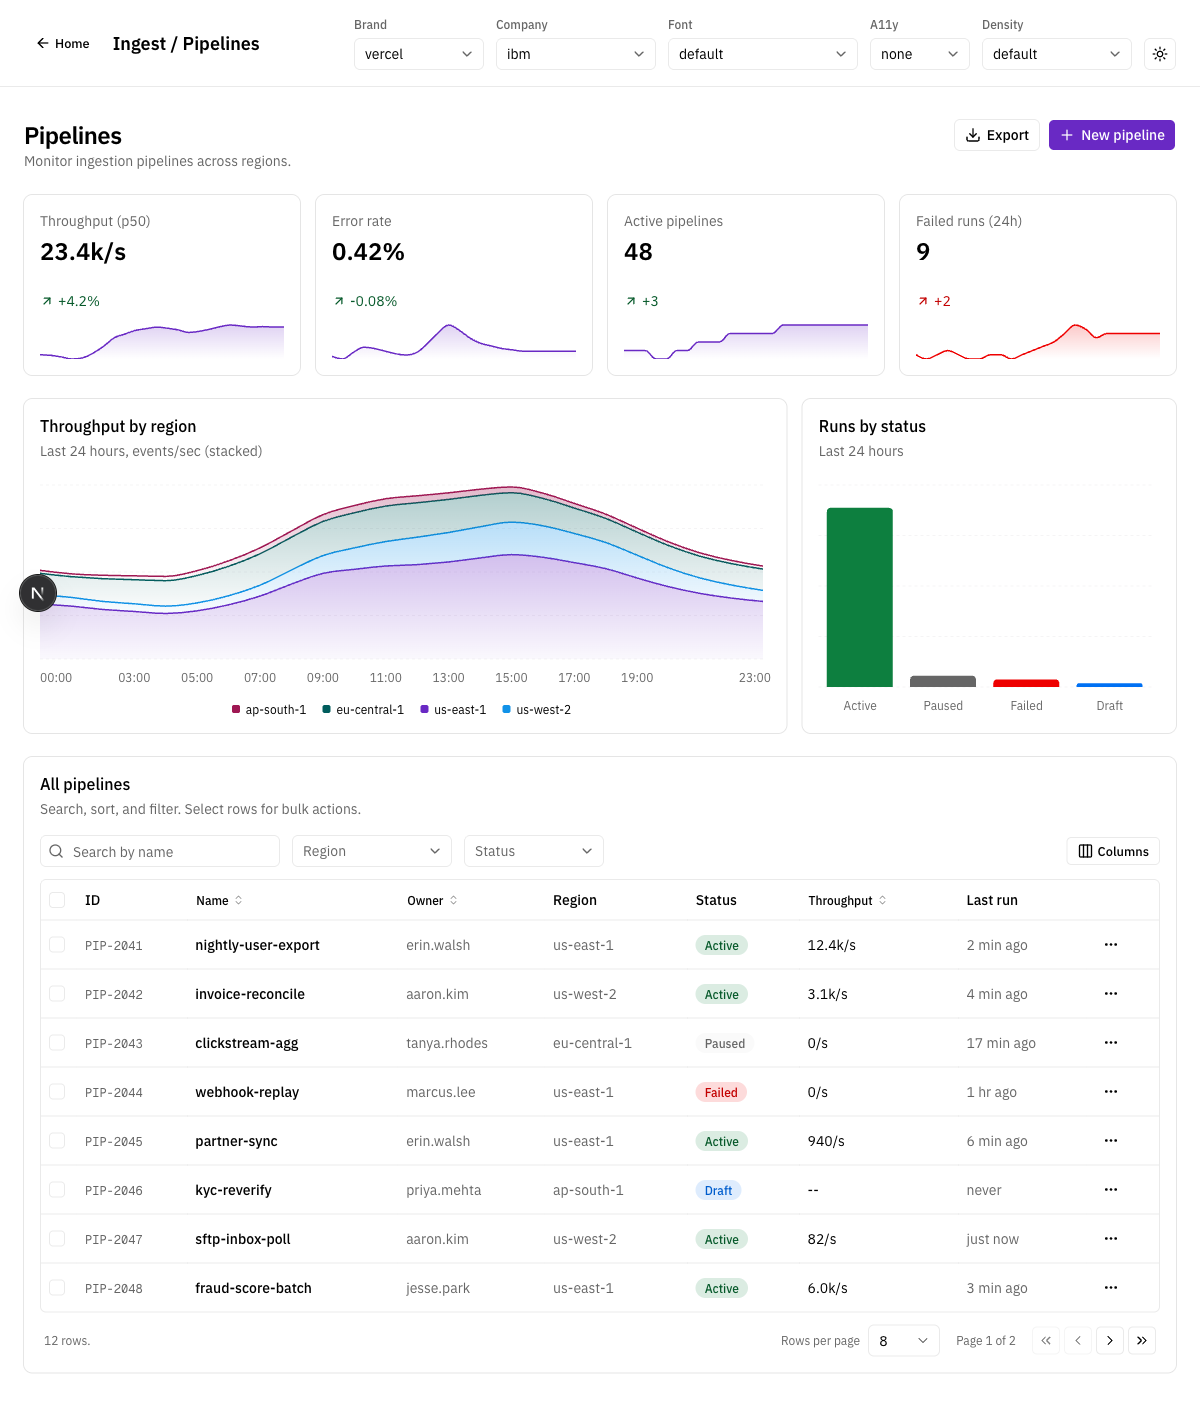 Home
Ingest / Pipelines
Brand
vercel
Company
ibm
Font
default
A11y
none
Density
default
Pipelines
Monitor ingestion pipelines across regions.
Export
New pipeline
Throughput (p50)
23.4k/s
+4.2%
Error rate
0.42%
-0.08%
Active pipelines
48
+3
Failed runs (24h)
9
+2
Throughput by region
Last 24 hours, events/sec (stacked)
00:00 03:00 05:00 07:00 09:00 11:00 13:00 15:00 17:00 19:00 23:00
ap-south-1 eu-central-1 us-east-1 us-west-2
N
Runs by status
Last 24 hours
Active Paused Failed Draft
All pipelines
Search, sort, and filter. Select rows for bulk actions.
Search by name
Region
Status
Columns
ID Name Owner Region Status Throughput Last run
PIP-2041 nightly-user-export erin.walsh us-east-1 Active 12.4k/s 2 min ago
PIP-2042 invoice-reconcile aaron.kim us-west-2 Active 3.1k/s 4 min ago
PIP-2043 clickstream-agg tanya.rhodes eu-central-1 Paused 0/s 17 min ago
PIP-2044 webhook-replay marcus.lee us-east-1 Failed 0/s 1 hr ago
PIP-2045 partner-sync erin.walsh us-east-1 Active 940/s 6 min ago
PIP-2046 kyc-reverify priya.mehta ap-south-1 Draft -- never
PIP-2047 sftp-inbox-poll aaron.kim us-west-2 Active 82/s just now
PIP-2048 fraud-score-batch jesse.park us-east-1 Active 6.0k/s 3 min ago
12 rows.
Rows per page 8
Page 1 of 2